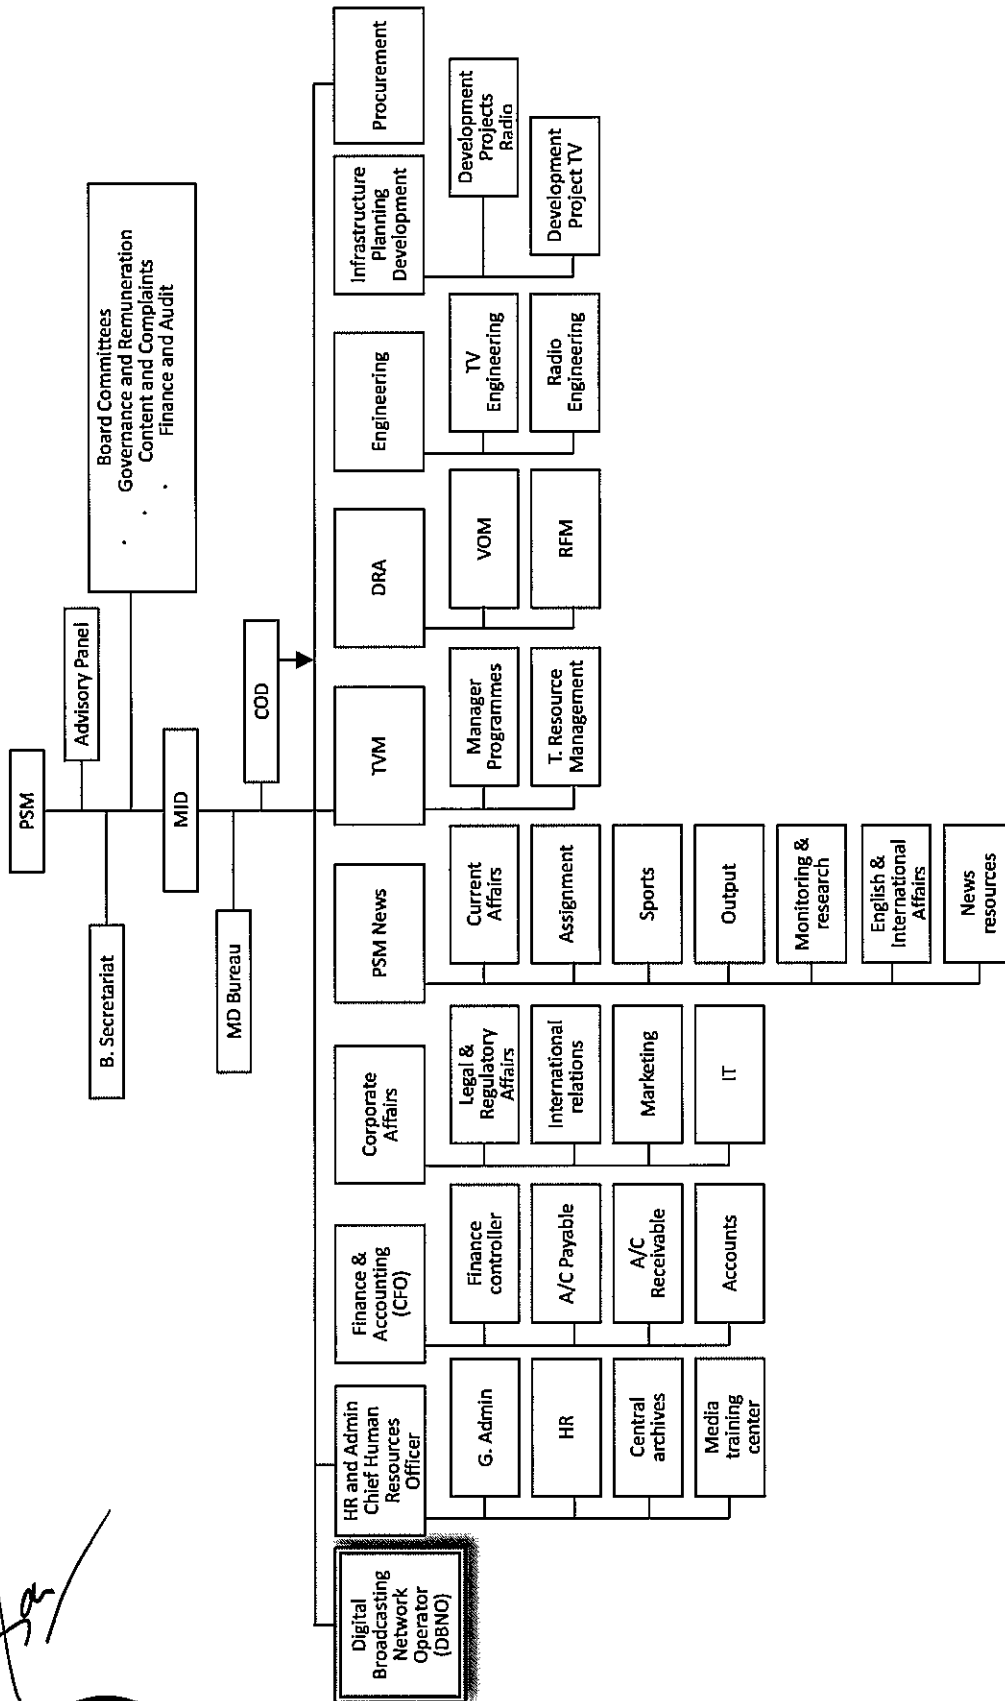 PSM
Advisory Panel
Board Committees
Governance and Remuneration
• Content and Complaints
• Finance and Audit
•
B. Secretariat
MID
MD Bureau
COD
Digital
Broadcasting
Network
Operator
(DBNO)
HR and Admin
Chief Human
Resources
Officer
G. Admin
HR
Central
archives
Media
training
center
Finance &
Accounting
(CFO)
Finance
controller
A/C Payable
A/C
Receivable
Accounts
Corporate
Affairs
Legal &
Regulatory
Affairs
International
relations
Marketing
IT
PSM News
Current
Affairs
Assignment
Sports
Output
Monitoring &
research
English &
International
Affairs
News
resources
TVM
Manager
Programmes
T. Resource
Management
DRA
VOM
RFM
Engineering
TV
Engineering
Radio
Engineering
Infrastructure
Planning
Development
Development
Projects
Radio
Development
Project TV
Procurement